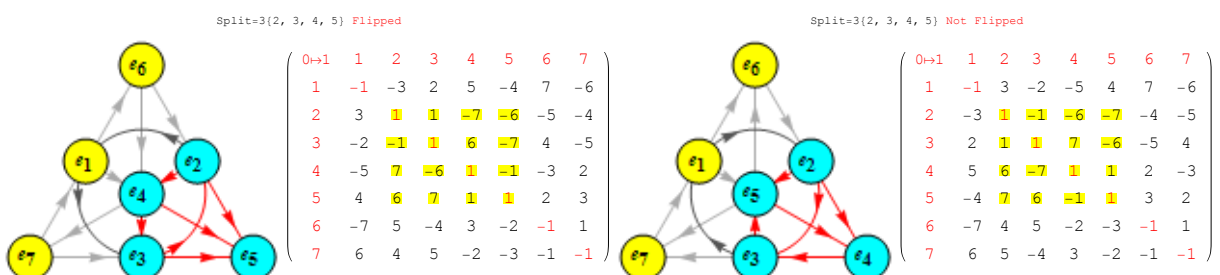 Split=3{2, 3, 4, 5} Flipped
e6
e1
e2
e4
e7
e3
e5
0↦1 1 2 3 4 5 6 7
1 -1 -3 2 5 -4 7 -6
2 3 1 1 -7 -6 -5 -4
3 -2 -1 1 6 -7 4 -5
4 -5 7 -6 1 -1 -3 2
5 4 6 7 1 1 2 3
6 -7 5 -4 3 -2 -1 1
7 6 4 5 -2 -3 -1 -1
Split=3{2, 3, 4, 5} Not Flipped
e6
e1
e2
e5
e7
e3
e4
0↦1 1 2 3 4 5 6 7
1 -1 3 -2 -5 4 7 -6
2 -3 1 -1 -6 -7 -4 -5
3 2 1 1 7 -6 -5 4
4 5 6 -7 1 1 2 -3
5 -4 7 6 -1 1 3 2
6 -7 4 5 -2 -3 -1 1
7 6 5 -4 3 -2 -1 -1